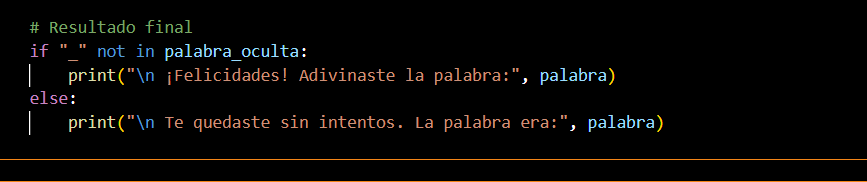 # Resultado final
if "_" not in palabra_oculta:
    print("\n ¡Felicidades! Adivinaste la palabra:", palabra)
else:
    print("\n Te quedaste sin intentos. La palabra era:", palabra)